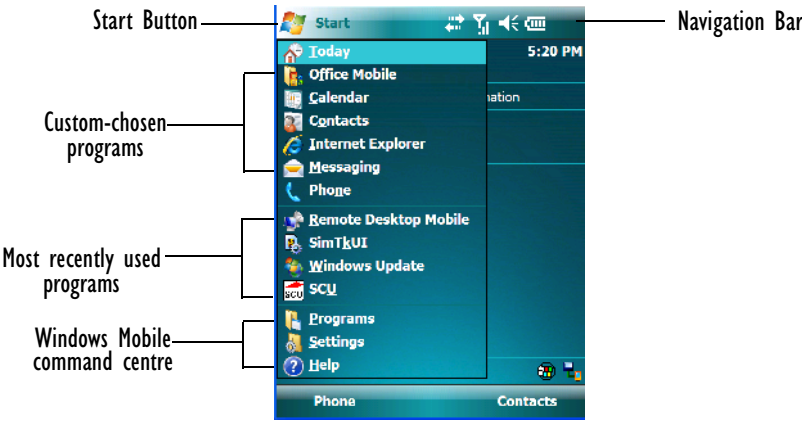 Start Button
Start
Navigation Bar
Today
5:20 PM
Office Mobile
Calendar
mation
Contacts
Custom-chosen
programs
Internet Explorer
Messaging
Phone
Remote Desktop Mobile
SimTkUI
Most recently used
programs
Windows Update
SCU
SCU
Programs
Windows Mobile
command centre
Settings
Help
Phone
Contacts